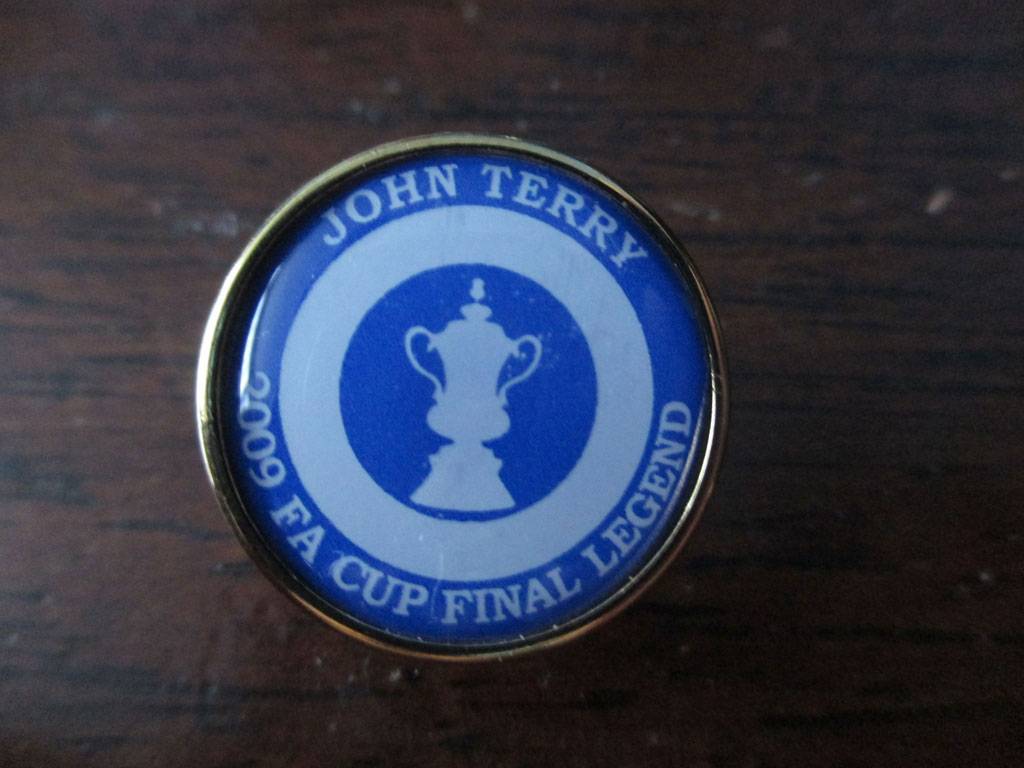 JOHN TERRY
2009 FA CUP FINAL LEGEND